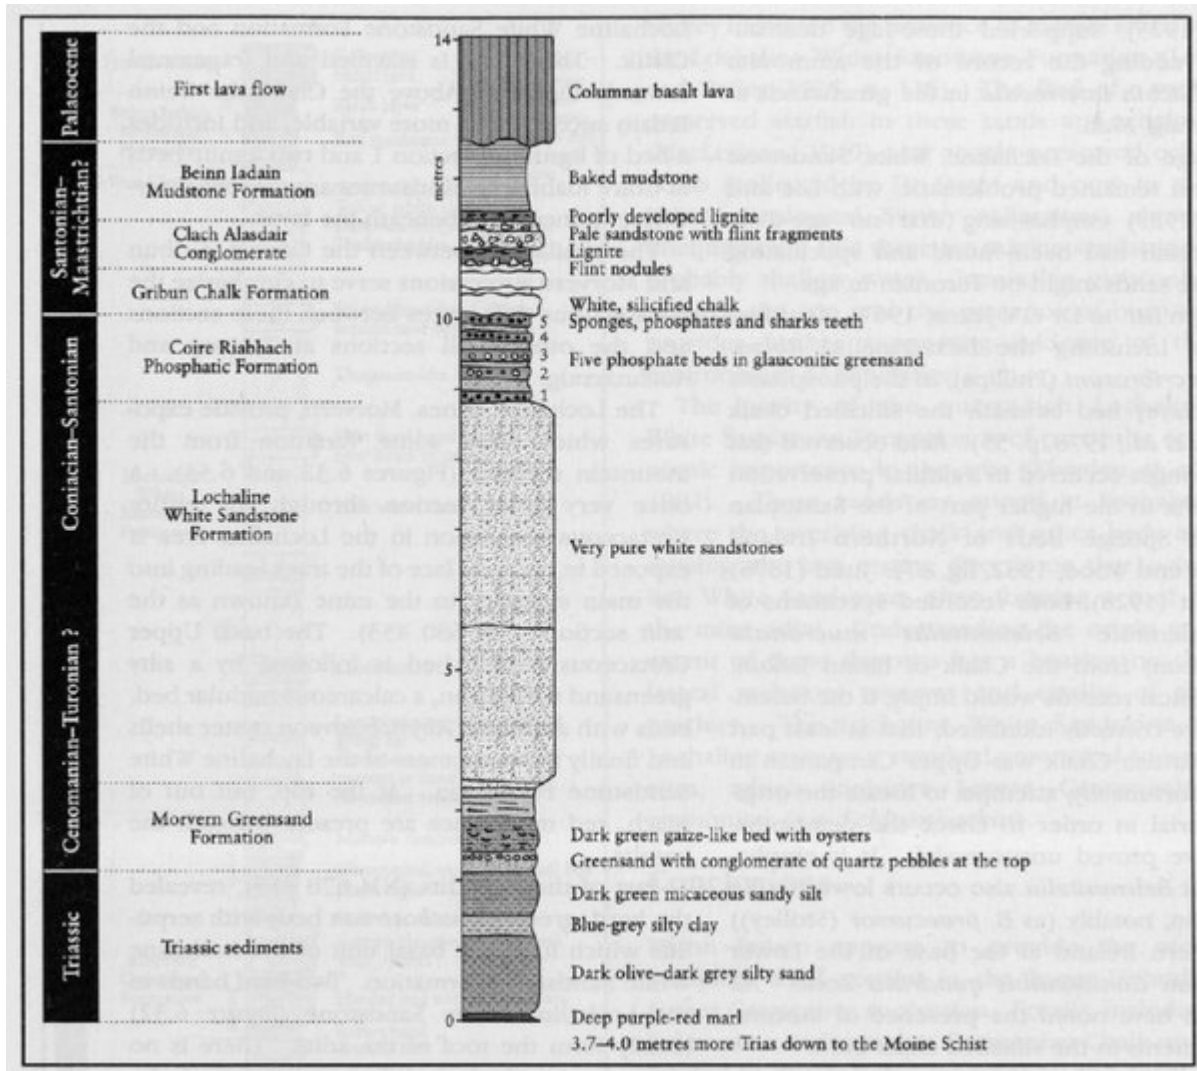 Palaeocene
Santonian–
Maastrichtian?
Coniacian–Santonian
Cenomanian–Turonian ?
Triassic
First lava flow
Beinn Iadain
Mudstone Formation
Clach Alasdair
Conglomerate
Gribun Chalk Formation
Coire Riabhach
Phosphatic Formation
Lochaline
White Sandstone
Formation
Morvern Greensand
Formation
Triassic sediments
14
metres
10
5
0
5
4
3
2
1
Columnar basalt lava
Baked mudstone
Poorly developed lignite
Pale sandstone with flint fragments
Lignite
Flint nodules
White, silicified chalk
Sponges, phosphates and sharks teeth
Five phosphate beds in glauconitic greensand
Very pure white sandstones
Dark green gaize-like bed with oysters
Greensand with conglomerate of quartz pebbles at the top
Dark green micaceous sandy silt
Blue-grey silty clay
Dark olive–dark grey silty sand
Deep purple-red marl
3.7–4.0 metres more Trias down to the Moine Schist